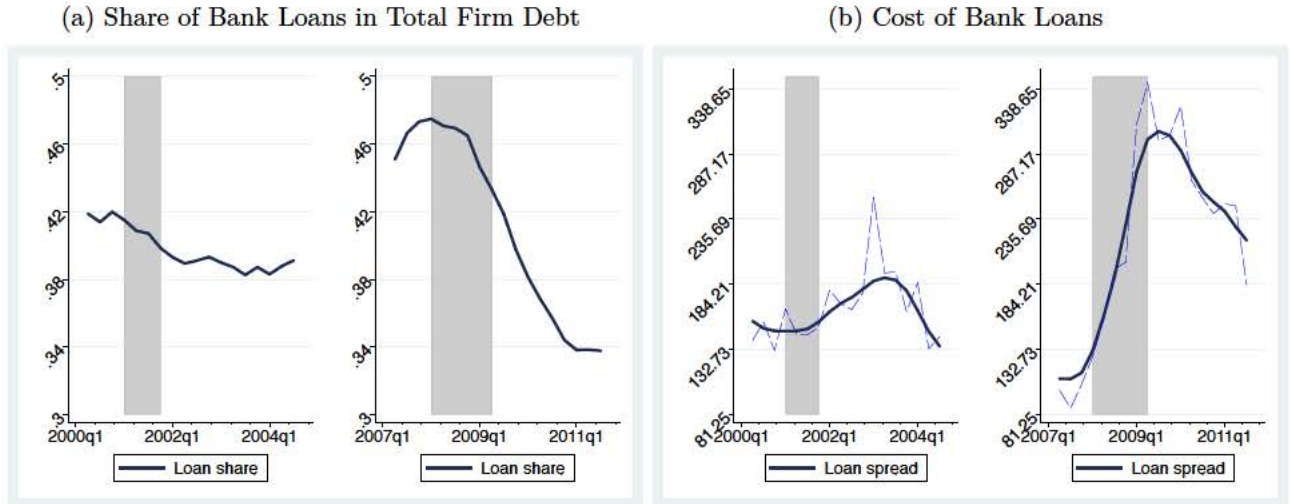 (a) Share of Bank Loans in Total Firm Debt
(b) Cost of Bank Loans
.5
.46
.42
.38
.34
.3
2000q1 2002q1 2004q1
Loan share
.5
.46
.42
.38
.34
.3
2007q1 2009q1 2011q1
Loan share
338.65
287.17
235.69
184.21
132.73
81.25
2000q1 2002q1 2004q1
Loan spread
338.65
287.17
235.69
184.21
132.73
81.25
2007q1 2009q1 2011q1
Loan spread